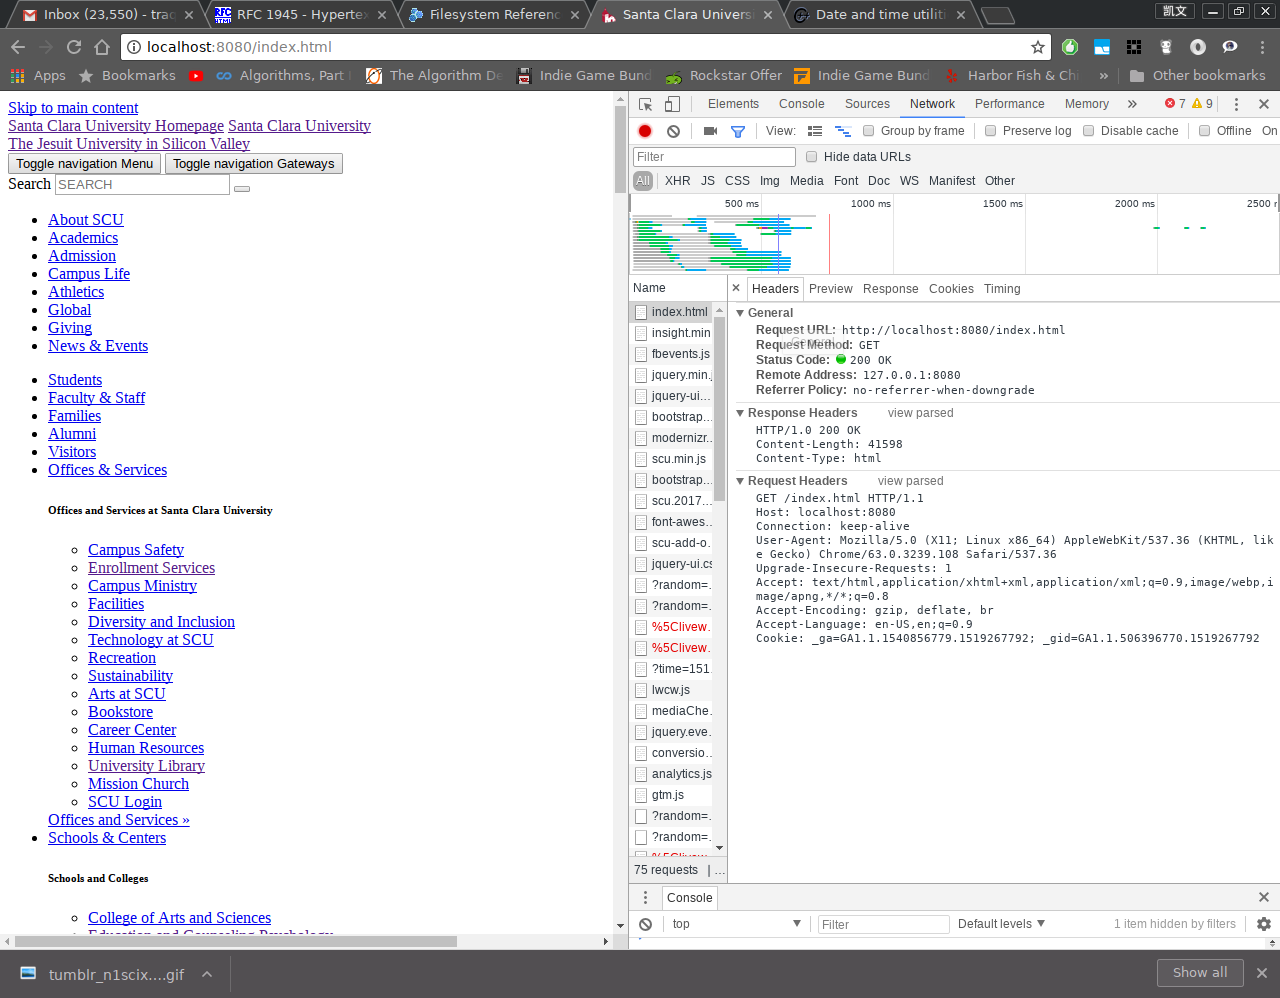 Inbox (23,550) - traq
RFC 1945 - Hypertex
Filesystem Referenc
Santa Clara Universi
Date and time utiliti
凯文
localhost:8080/index.html
Apps
Bookmarks
Algorithms, Part I
The Algorithm De
Indie Game Bund
Rockstar Offer
Indie Game Bund
Harbor Fish & Ch
»
Other bookmarks
Skip to main content
Santa Clara University Homepage Santa Clara University
The Jesuit University in Silicon Valley
Toggle navigation Menu Toggle navigation Gateways
Search SEARCH
About SCU
Academics
Admission
Campus Life
Athletics
Global
Giving
News & Events
Students
Faculty & Staff
Families
Alumni
Visitors
Offices & Services
Offices and Services at Santa Clara University
Campus Safety
Enrollment Services
Campus Ministry
Facilities
Diversity and Inclusion
Technology at SCU
Recreation
Sustainability
Arts at SCU
Bookstore
Career Center
Human Resources
University Library
Mission Church
SCU Login
Offices and Services »
Schools & Centers
Schools and Colleges
College of Arts and Sciences
Education and Counseling Psychology
Elements Console Sources Network Performance Memory » 7 9
View: Group by frame Preserve log Disable cache Offline On
Filter Hide data URLs
All XHR JS CSS Img Media Font Doc WS Manifest Other
500 ms 1000 ms 1500 ms 2000 ms 2500 r
Name
index.html
insight.min
fbevents.js
jquery.min.j
jquery-ui...
bootstrap...
modernizr...
scu.min.js
bootstrap...
scu.2017...
font-awes...
scu-add-o...
jquery-ui.cs
?random=...
?random=...
%5Clivew...
%5Clivew...
?time=151...
lwcw.js
mediaChe...
jquery.eve...
conversio...
analytics.js
gtm.js
?random=...
?random=...
%5Clivew...
75 requests | ...
× Headers Preview Response Cookies Timing
General
Request URL: http://localhost:8080/index.html
General
Request Method: GET
Status Code: 200 OK
Remote Address: 127.0.0.1:8080
Referrer Policy: no-referrer-when-downgrade
Response Headers view parsed
HTTP/1.0 200 OK
Content-Length: 41598
Content-Type: html
Request Headers view parsed
GET /index.html HTTP/1.1
Host: localhost:8080
Connection: keep-alive
User-Agent: Mozilla/5.0 (X11; Linux x86_64) AppleWebKit/537.36 (KHTML, lik
e Gecko) Chrome/63.0.3239.108 Safari/537.36
Upgrade-Insecure-Requests: 1
Accept: text/html,application/xhtml+xml,application/xml;q=0.9,image/webp,i
mage/apng,*/*;q=0.8
Accept-Encoding: gzip, deflate, br
Accept-Language: en-US,en;q=0.9
Cookie: _ga=GA1.1.1540856779.1519267792; _gid=GA1.1.506396770.1519267792
Console
top Filter Default levels 1 item hidden by filters
tumblr_n1scix....gif
Show all